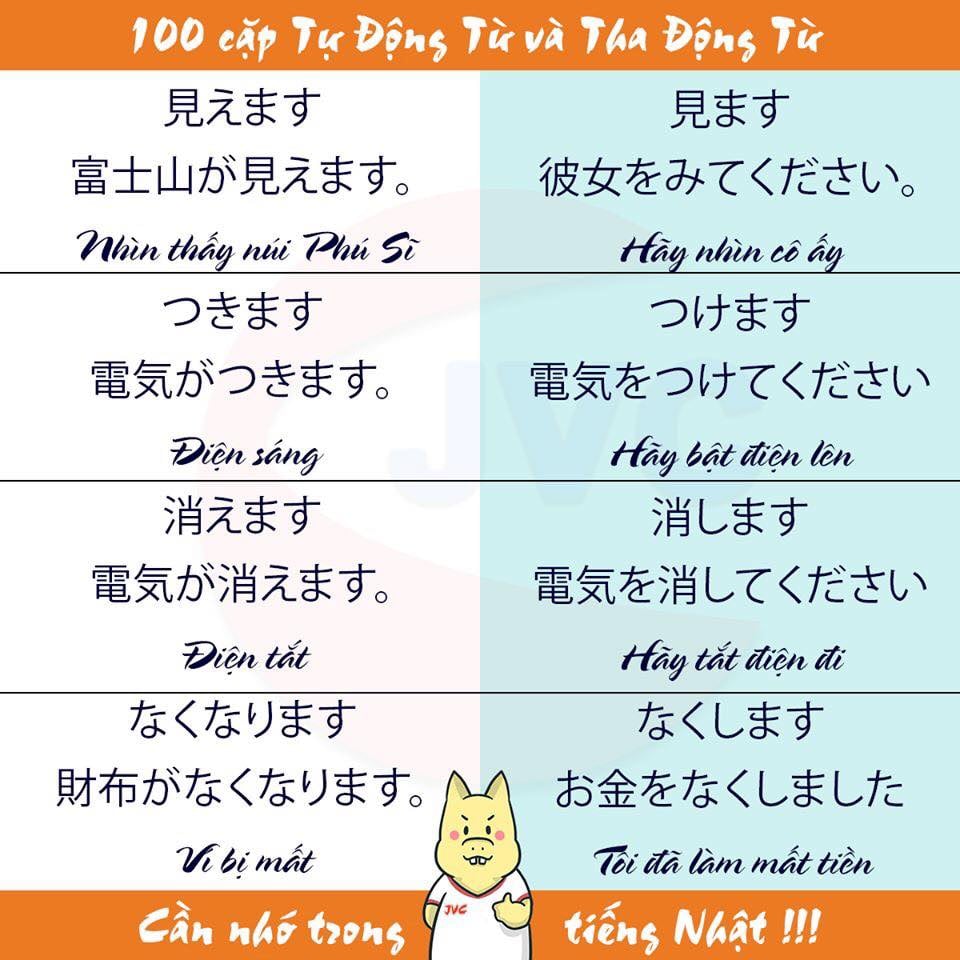 100 cặp Tự Động Từ và Tha Động Từ
見えます
富士山が見えます。
Nhìn thấy núi Phú Sĩ
見ます
彼女をみてください。
Hãy nhìn cô ấy
つきます
電気がつきます。
Điện sáng
つけます
電気をつけてください
Hãy bật điện lên
消えます
電気が消えます。
Điện tắt
消します
電気を消してください
Hãy tắt điện đi
なくなります
財布がなくなります。
Ví bị mất
なくします
お金をなくしました
Tôi đã làm mất tiền
JVC
JVC
Cần nhớ trong tiếng Nhật !!!